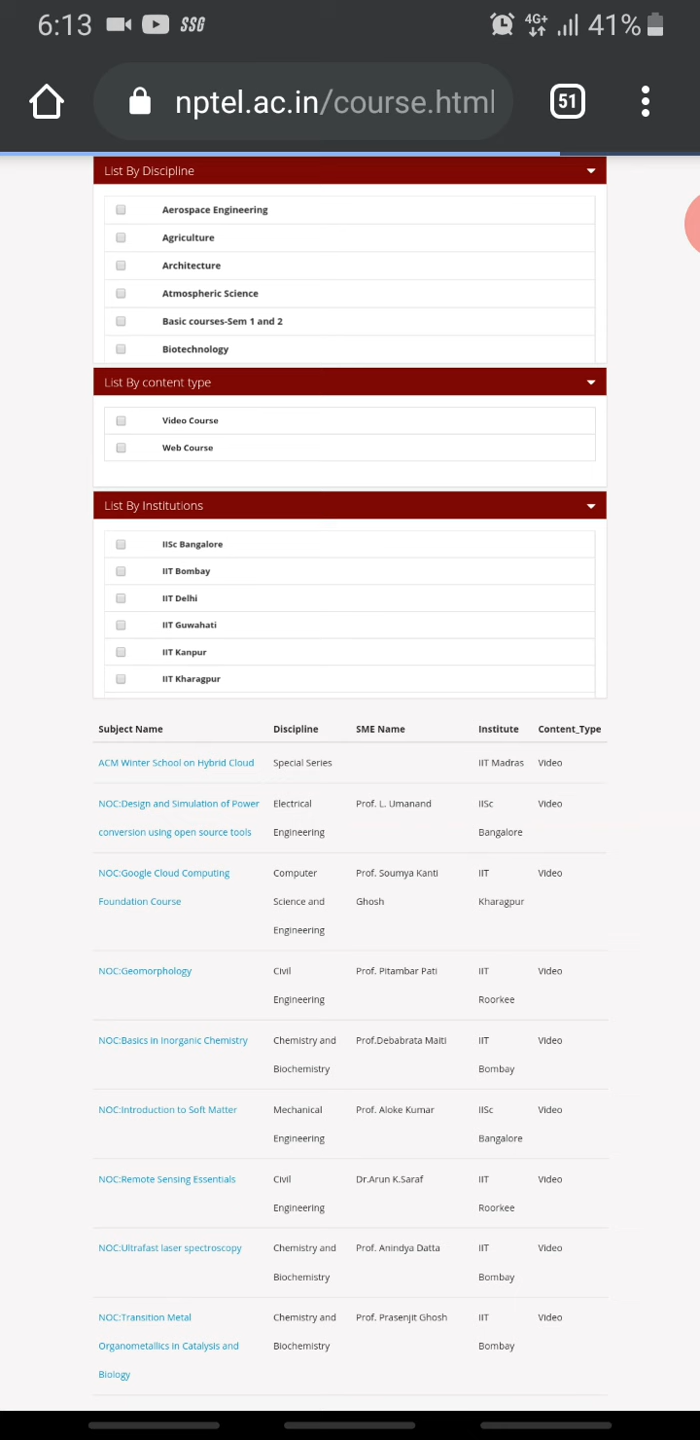 6:13 SSG 4G+ 41%
nptel.ac.in/course.html 51
List By Discipline
Aerospace Engineering
Agriculture
Architecture
Atmospheric Science
Basic courses-Sem 1 and 2
Biotechnology
List By content type
Video Course
Web Course
List By Institutions
IISc Bangalore
IIT Bombay
IIT Delhi
IIT Guwahati
IIT Kanpur
IIT Kharagpur
Subject Name Discipline SME Name Institute Content_Type
ACM Winter School on Hybrid Cloud Special Series IIT Madras Video
NOC:Design and Simulation of Power Electrical Prof. L. Umanand IISc Video
conversion using open source tools Engineering Bangalore
NOC:Google Cloud Computing Computer Prof. Soumya Kanti IIT Video
Foundation Course Science and Ghosh Kharagpur
Engineering
NOC:Geomorphology Civil Prof. Pitambar Pati IIT Video
Engineering Roorkee
NOC:Basics in Inorganic Chemistry Chemistry and Prof.Debabrata Maiti IIT Video
Biochemistry Bombay
NOC:Introduction to Soft Matter Mechanical Prof. Aloke Kumar IISc Video
Engineering Bangalore
NOC:Remote Sensing Essentials Civil Dr.Arun K.Saraf IIT Video
Engineering Roorkee
NOC:Ultrafast laser spectroscopy Chemistry and Prof. Anindya Datta IIT Video
Biochemistry Bombay
NOC:Transition Metal Chemistry and Prof. Prasenjit Ghosh IIT Video
Organometallics in Catalysis and Biochemistry Bombay
Biology